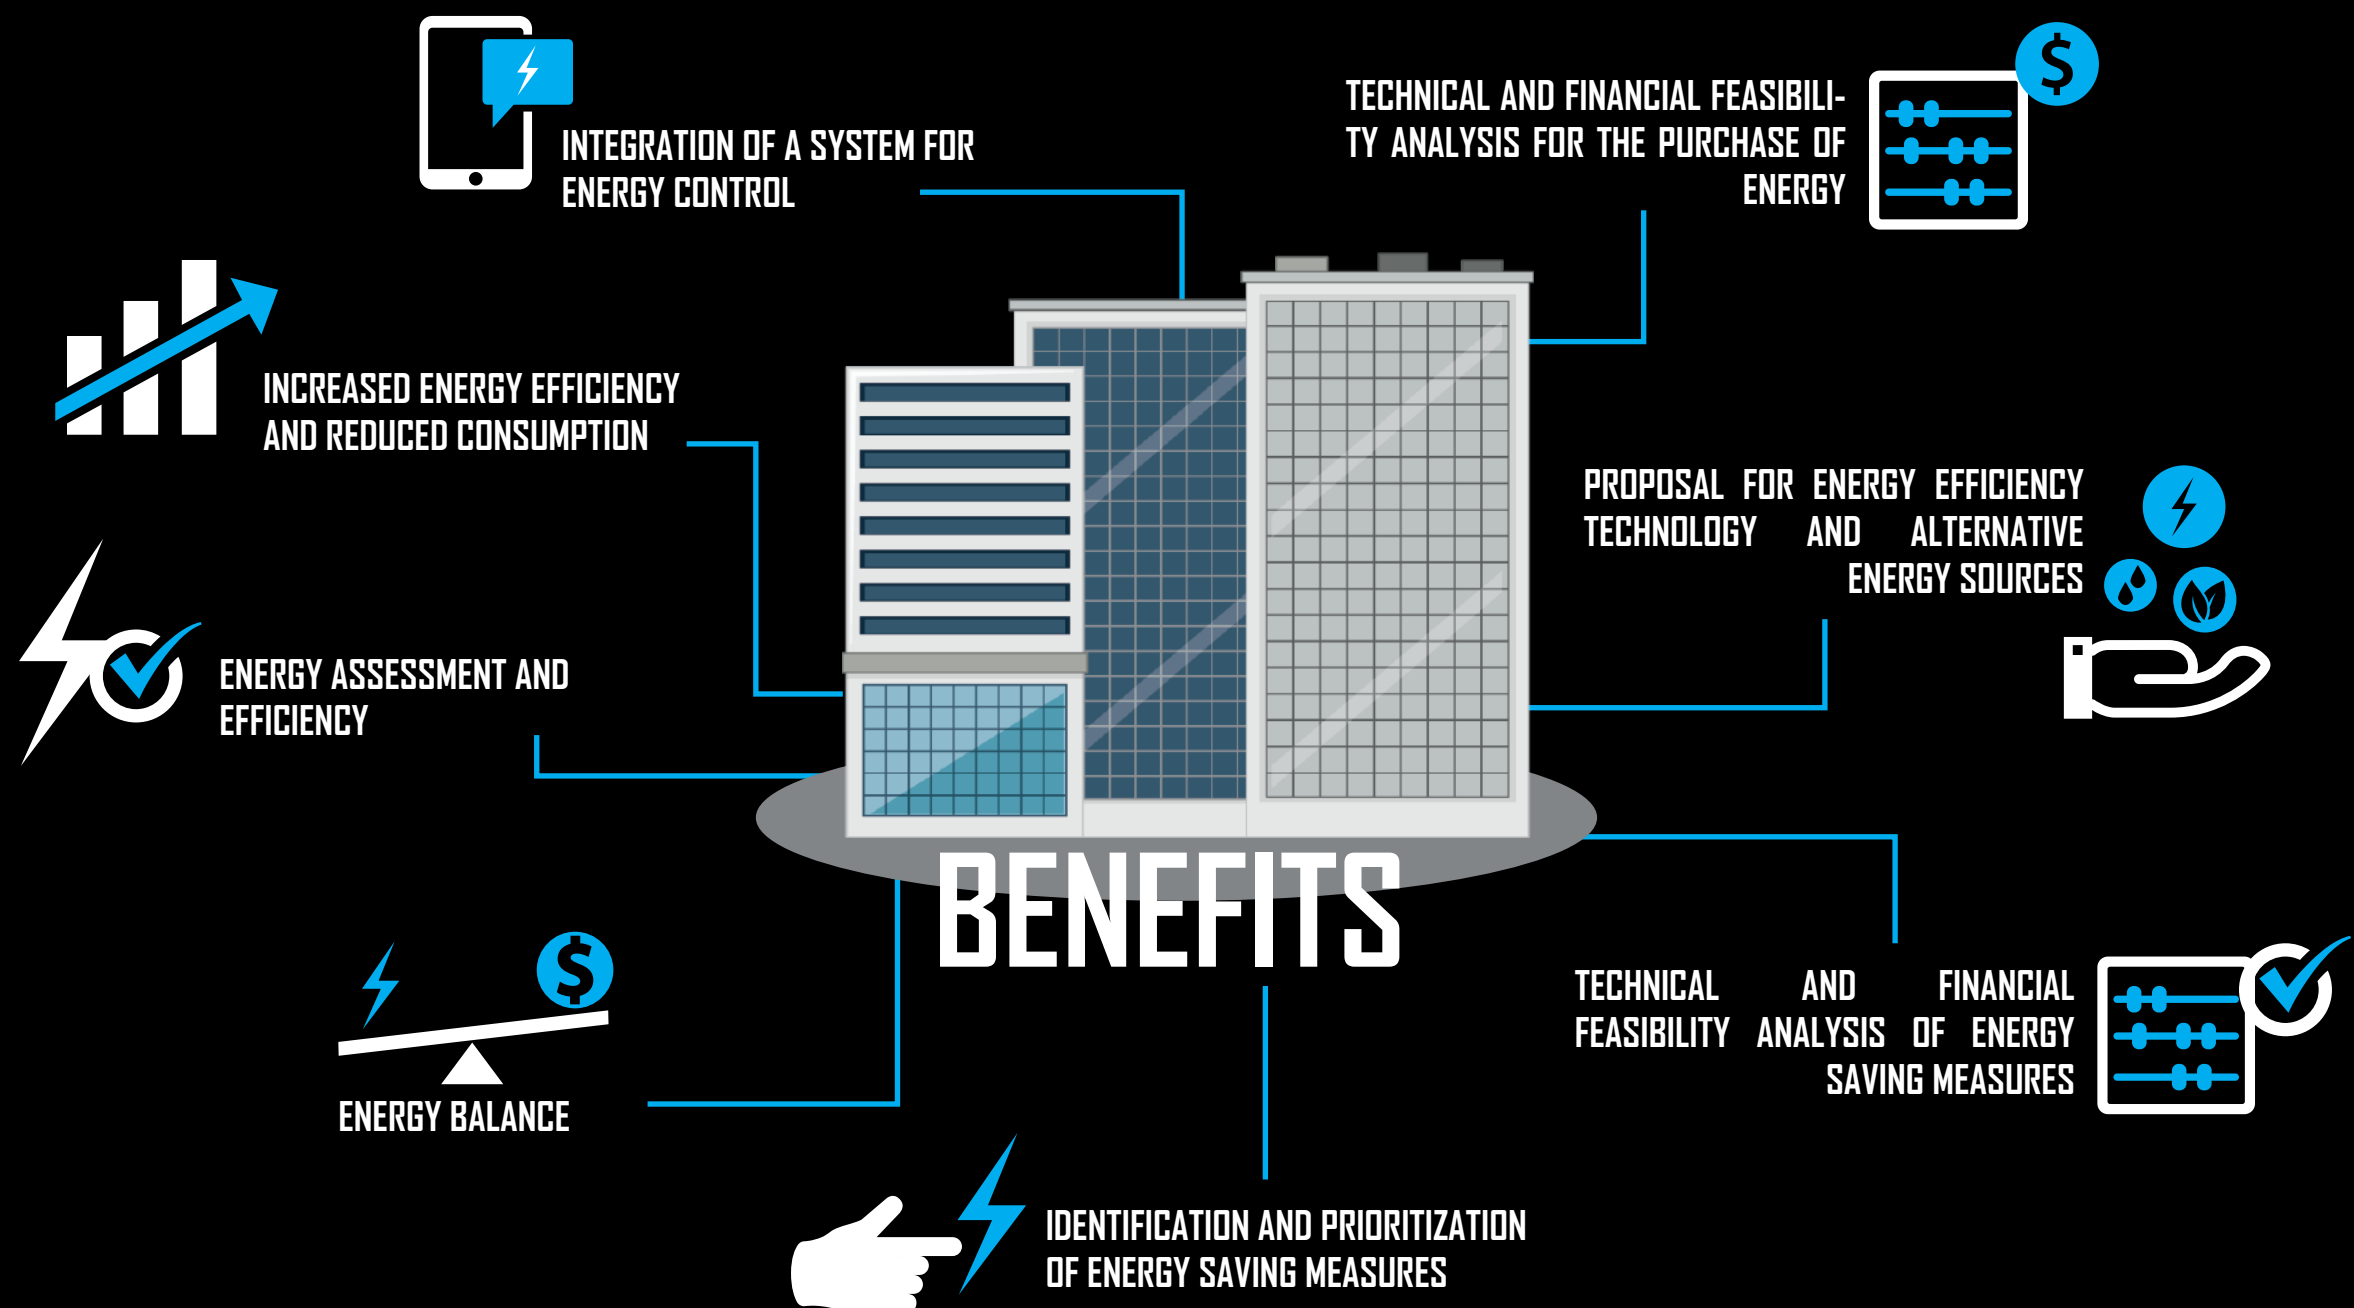 INTEGRATION OF A SYSTEM FOR
ENERGY CONTROL
TECHNICAL AND FINANCIAL FEASIBILI-
TY ANALYSIS FOR THE PURCHASE OF
ENERGY
INCREASED ENERGY EFFICIENCY
AND REDUCED CONSUMPTION
PROPOSAL FOR ENERGY EFFICIENCY
TECHNOLOGY AND ALTERNATIVE
ENERGY SOURCES
ENERGY ASSESSMENT AND
EFFICIENCY
BENEFITS
TECHNICAL AND FINANCIAL
FEASIBILITY ANALYSIS OF ENERGY
SAVING MEASURES
ENERGY BALANCE
IDENTIFICATION AND PRIORITIZATION
OF ENERGY SAVING MEASURES